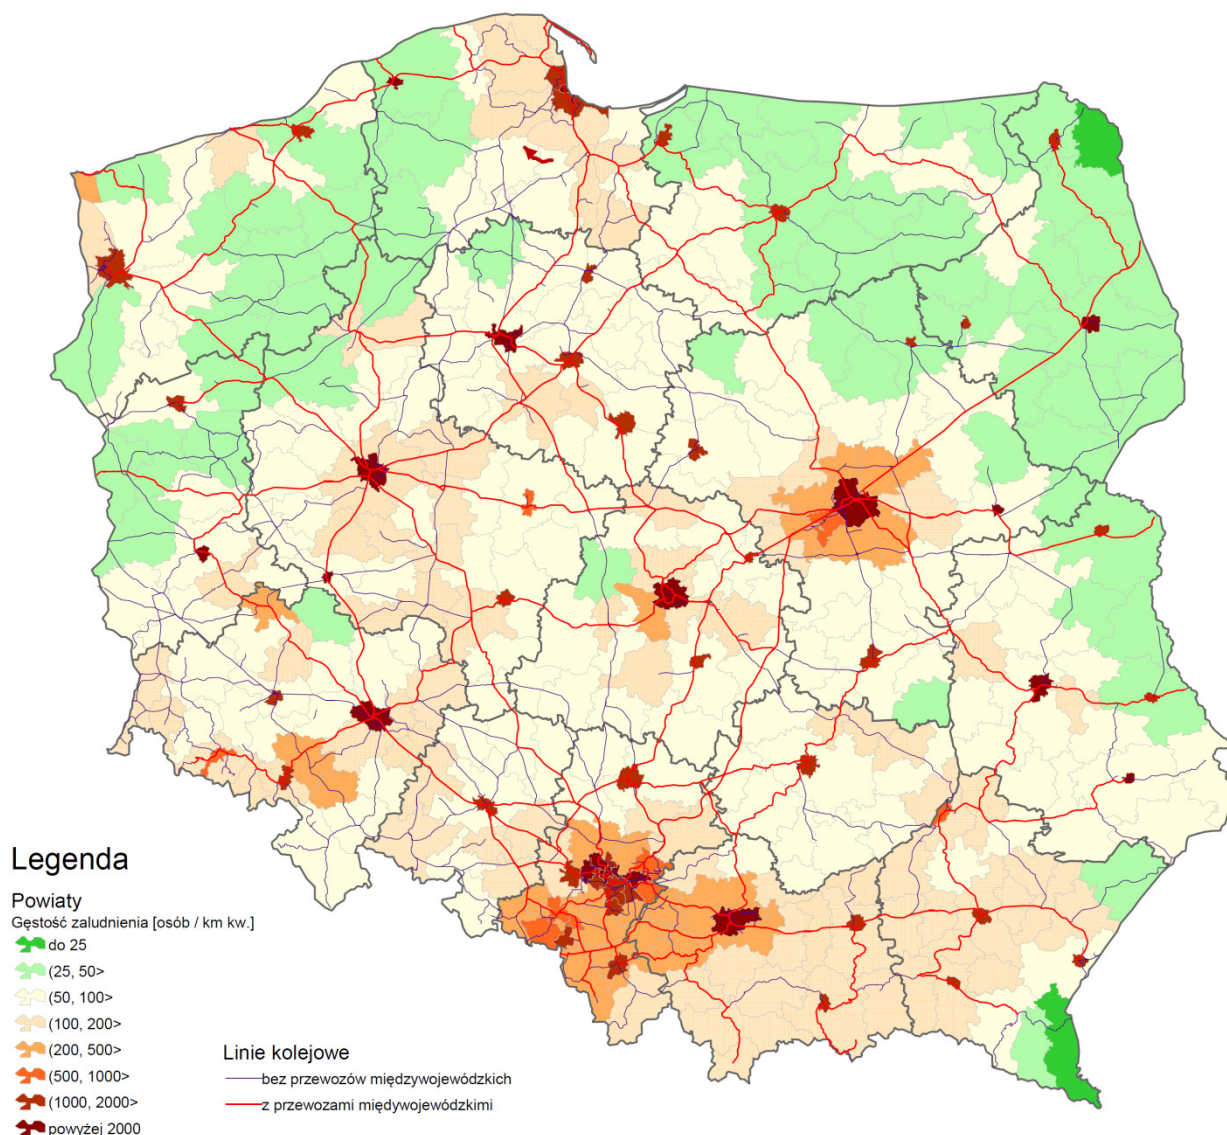 Legenda
Powiaty
Gęstość zaludnienia [osób / km kw.]
do 25
(25, 50>
(50, 100>
(100, 200>
(200, 500>
(500, 1000>
(1000, 2000>
powyżej 2000
Linie kolejowe
bez przewozów międzywojewódzkich
z przewozami międywojewódzkimi